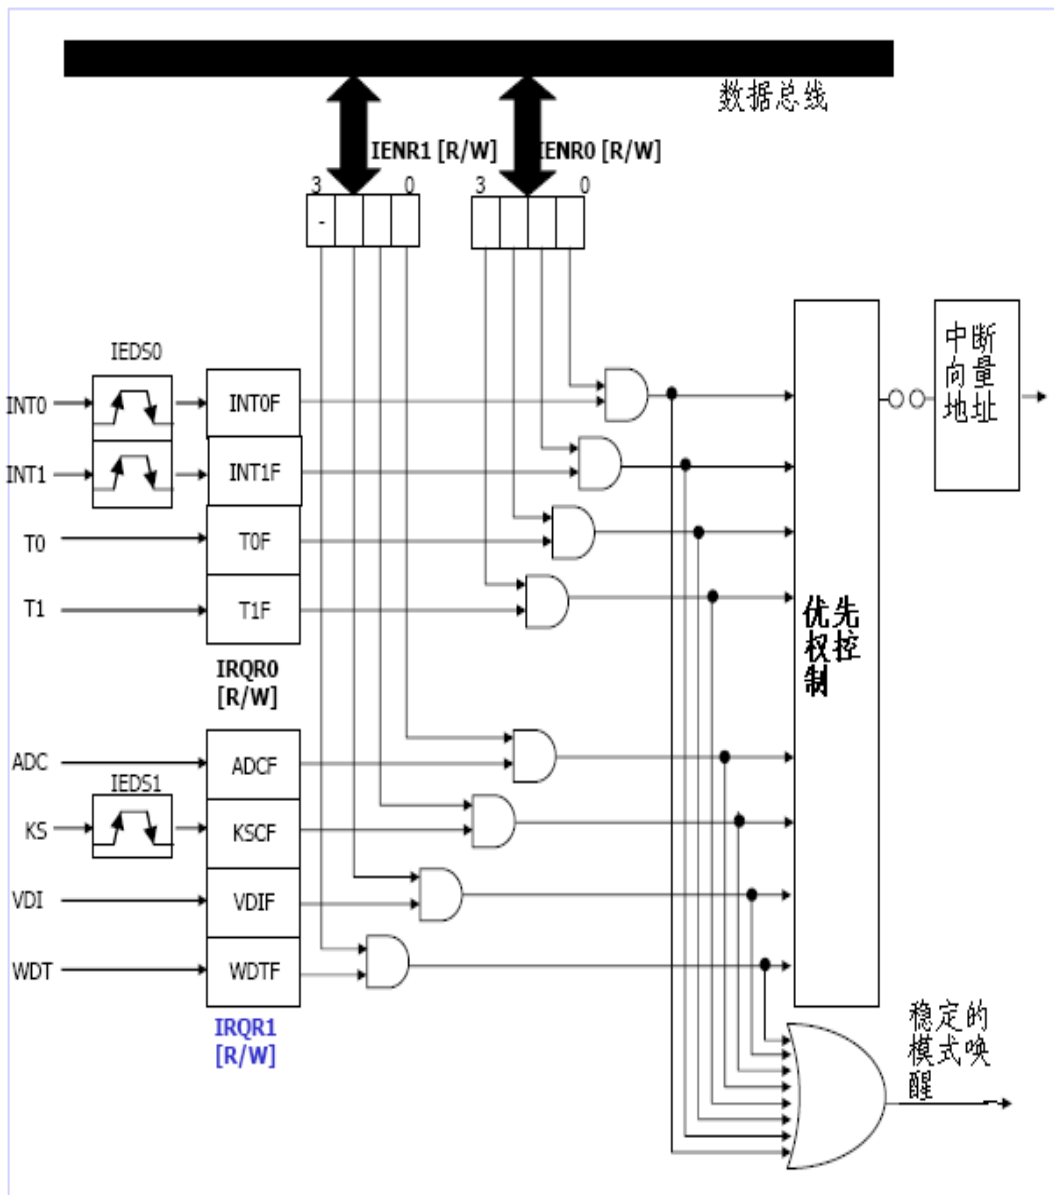 数据总线
IENR1 [R/W]
IENR0 [R/W]
3
0
3
0
-
IEDS0
INT0
INT0F
INT1
INT1F
T0
T0F
T1
T1F
IRQR0
[R/W]
中断
向量
地址
优先
权控
制
ADC
ADCF
IEDS1
KS
KSCF
VDI
VDIF
WDT
WDTF
IRQR1
[R/W]
稳定的
模式唤
醒